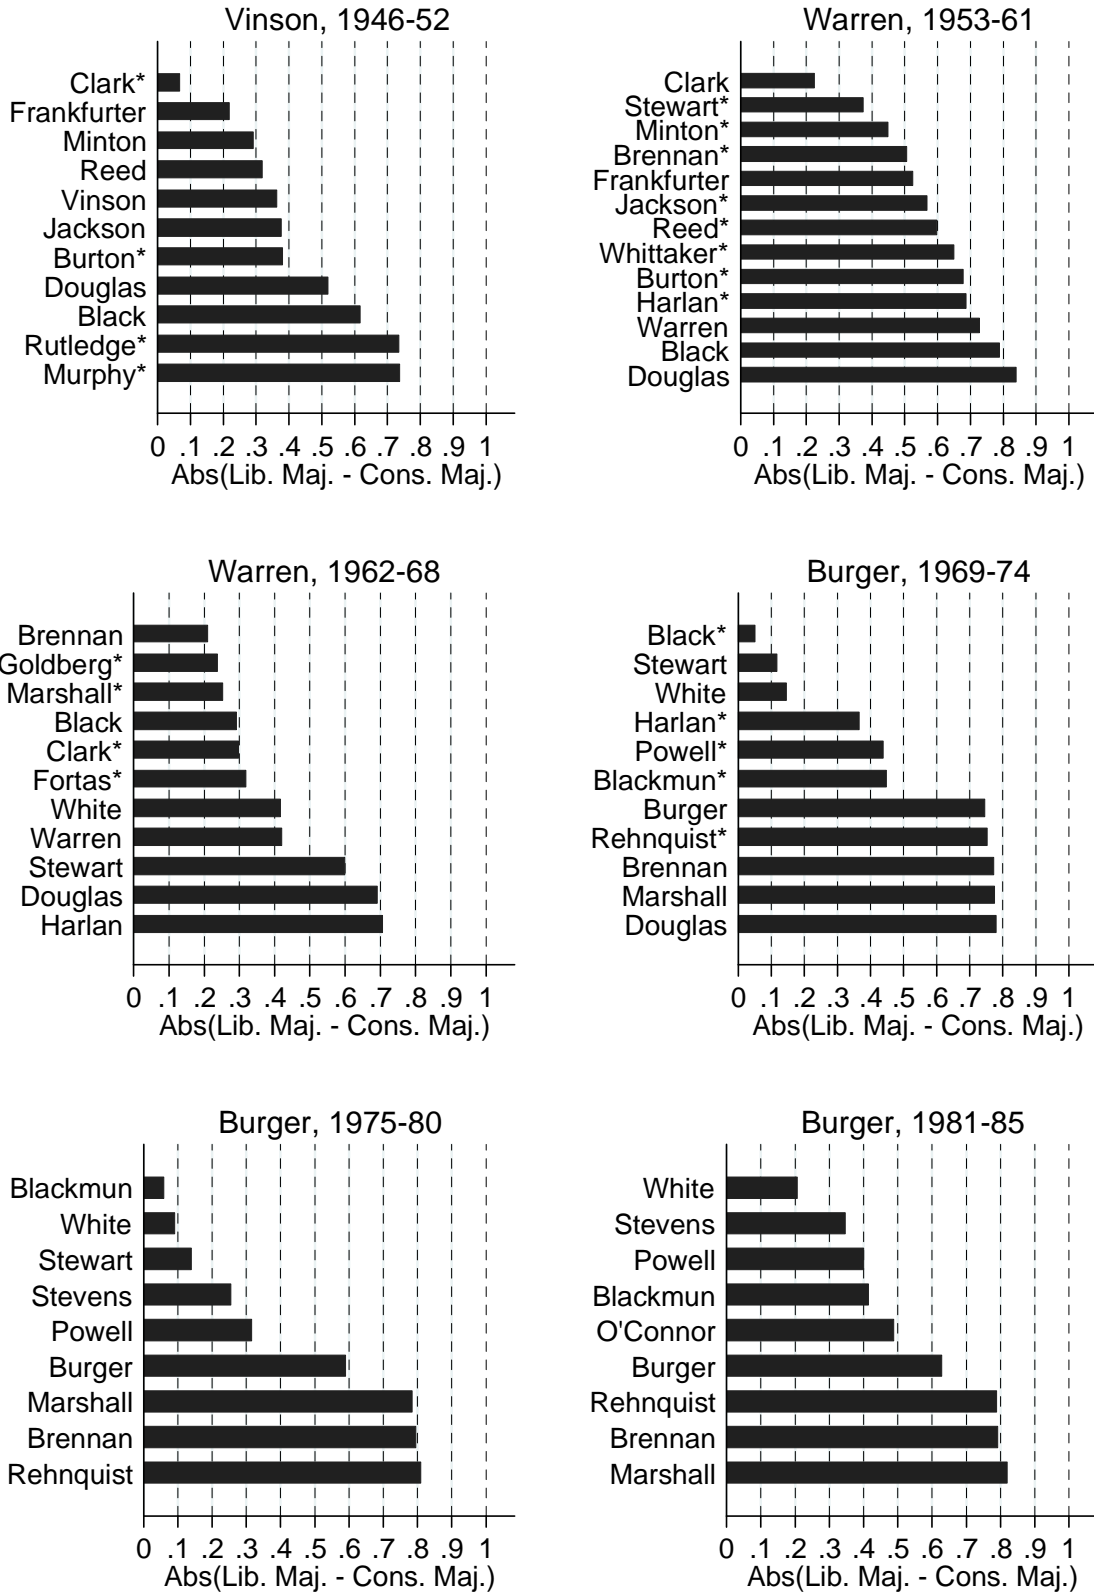 Vinson, 1946-52
Clark*
Frankfurter
Minton
Reed
Vinson
Jackson
Burton*
Douglas
Black
Rutledge*
Murphy*
0 .1 .2 .3 .4 .5 .6 .7 .8 .9 1
Abs(Lib. Maj. - Cons. Maj.)
Warren, 1953-61
Clark
Stewart*
Minton*
Brennan*
Frankfurter
Jackson*
Reed*
Whittaker*
Burton*
Harlan*
Warren
Black
Douglas
0 .1 .2 .3 .4 .5 .6 .7 .8 .9 1
Abs(Lib. Maj. - Cons. Maj.)
Warren, 1962-68
Brennan
Goldberg*
Marshall*
Black
Clark*
Fortas*
White
Warren
Stewart
Douglas
Harlan
0 .1 .2 .3 .4 .5 .6 .7 .8 .9 1
Abs(Lib. Maj. - Cons. Maj.)
Burger, 1969-74
Black*
Stewart
White
Harlan*
Powell*
Blackmun*
Burger
Rehnquist*
Brennan
Marshall
Douglas
0 .1 .2 .3 .4 .5 .6 .7 .8 .9 1
Abs(Lib. Maj. - Cons. Maj.)
Burger, 1975-80
Blackmun
White
Stewart
Stevens
Powell
Burger
Marshall
Brennan
Rehnquist
0 .1 .2 .3 .4 .5 .6 .7 .8 .9 1
Abs(Lib. Maj. - Cons. Maj.)
Burger, 1981-85
White
Stevens
Powell
Blackmun
O'Connor
Burger
Rehnquist
Brennan
Marshall
0 .1 .2 .3 .4 .5 .6 .7 .8 .9 1
Abs(Lib. Maj. - Cons. Maj.)